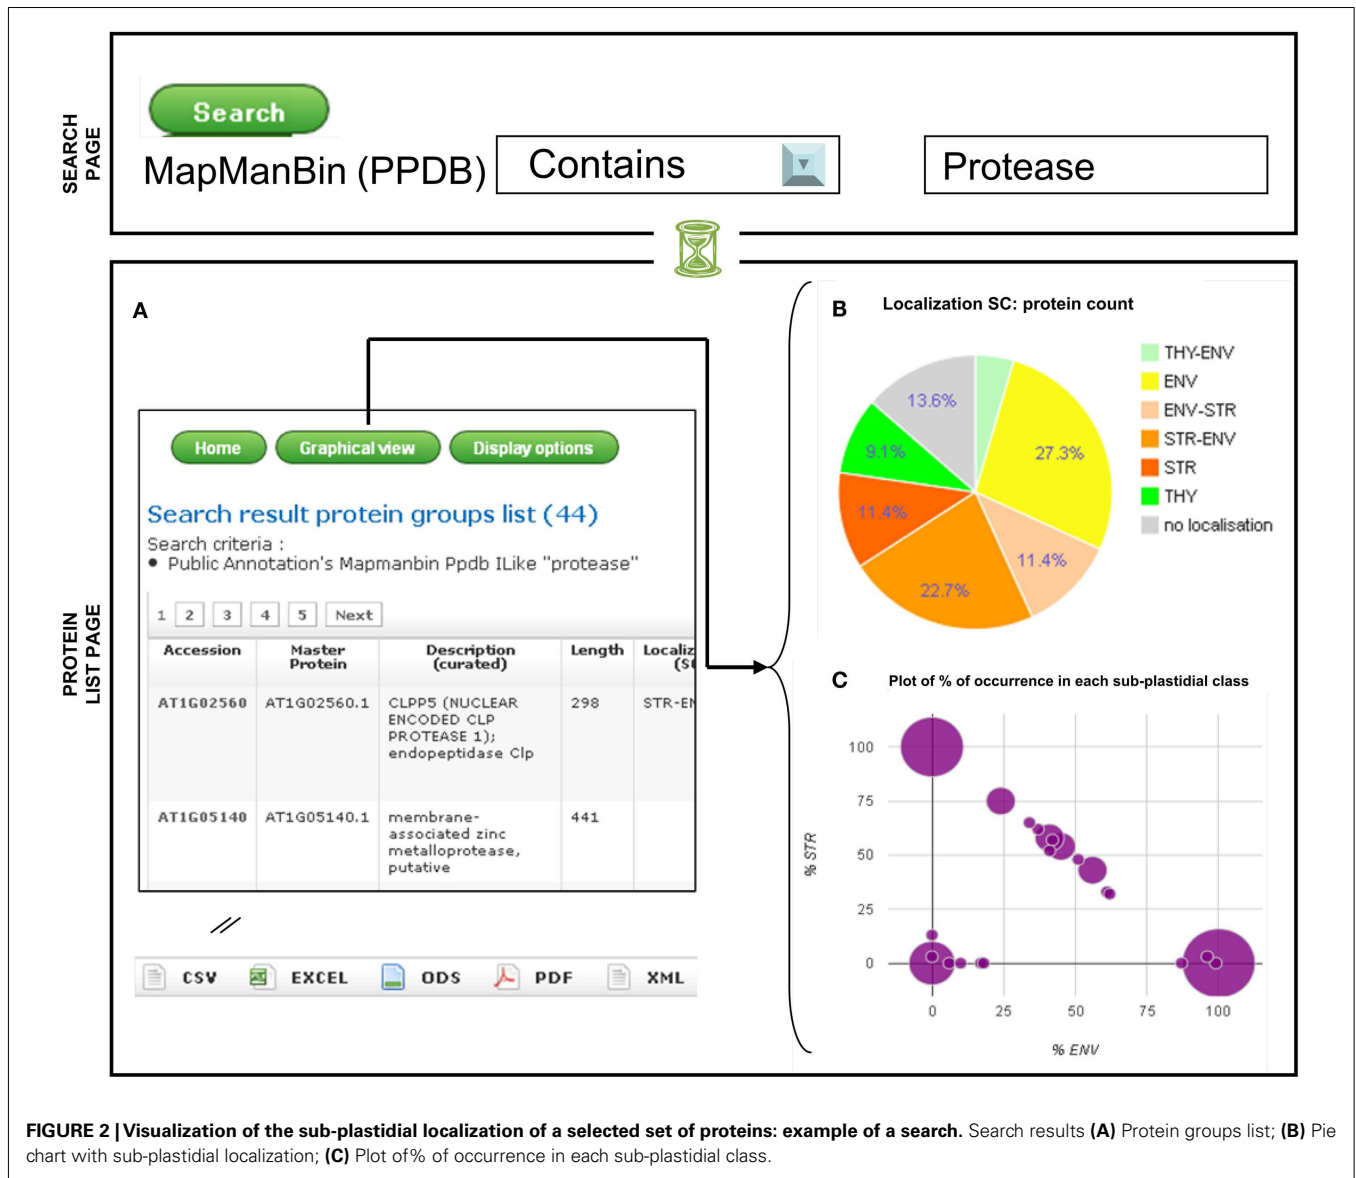 SEARCH
PAGE
Search
MapManBin (PPDB)
Contains
Protease
PROTEIN
LIST PAGE
A
Home
Graphical view
Display options
Search result protein groups list (44)
Search criteria :
• Public Annotation's Mapmanbin Ppdb ILike "protease"
1 2 3 4 5 Next
Accession
Master
Protein
Description
(curated)
Length
Localiz
(S
AT1G02560
AT1G02560.1
CLPP5 (NUCLEAR
ENCODED CLP
PROTEASE 1);
endopeptidase Clp
298
STR-EN
AT1G05140
AT1G05140.1
membrane-
associated zinc
metalloprotease,
putative
441
CSV
EXCEL
ODS
PDF
XML
B
Localization SC: protein count
13.6%
27.3%
9.1%
11.4%
11.4%
22.7%
THY-ENV
ENV
ENV-STR
STR-ENV
STR
THY
no localisation
C
Plot of % of occurrence in each sub-plastidial class
% STR
100
75
50
25
0
0 25 50 75 100
% ENV
FIGURE 2 | Visualization of the sub-plastidial localization of a selected set of proteins: example of a search. Search results (A) Protein groups list; (B) Pie
chart with sub-plastidial localization; (C) Plot of% of occurrence in each sub-plastidial class.